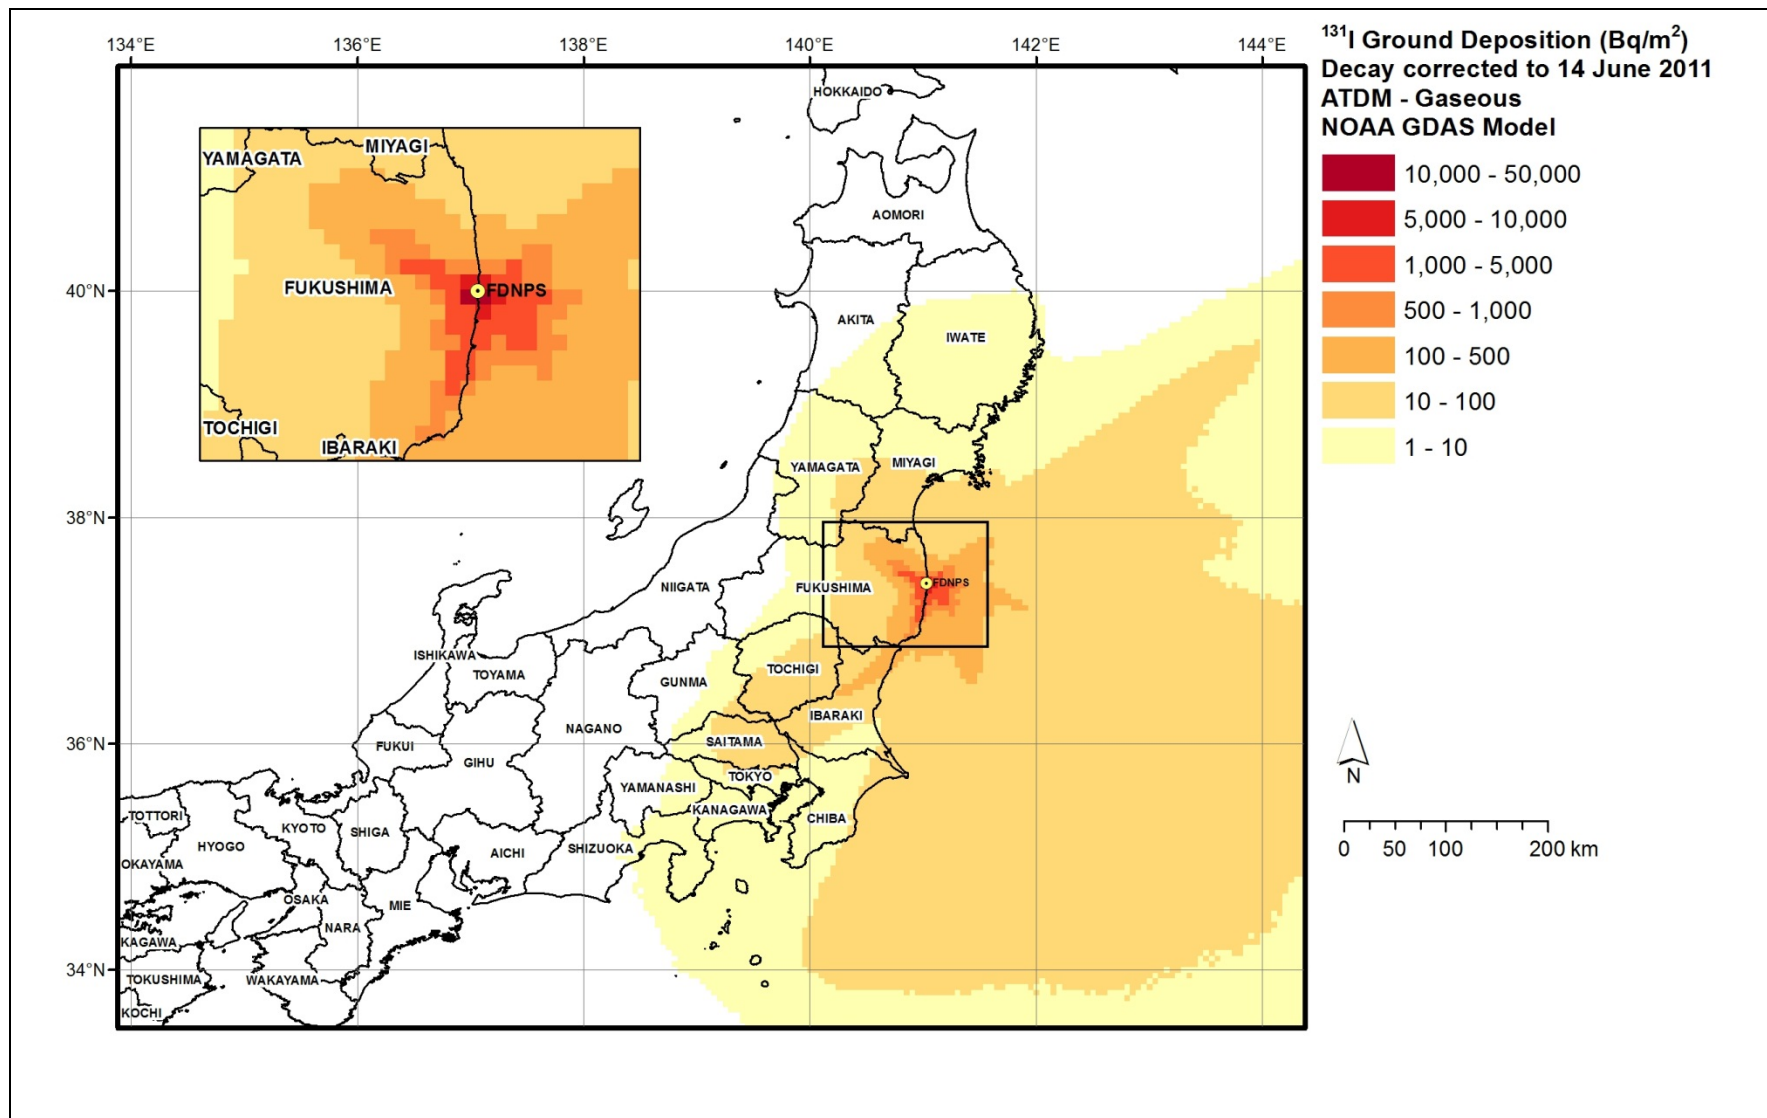 134°E
136°E
138°E
140°E
142°E
144°E
40°N
38°N
36°N
34°N
YAMAGATA
MIYAGI
FUKUSHIMA
FDNPS
TOCHIGI
IBARAKI
HOKKAIDO
AOMORI
AKITA
IWATE
YAMAGATA
MIYAGI
NIIGATA
FUKUSHIMA
FDNPS
ISHIKAWA
TOYAMA
GUNMA
TOCHIGI
IBARAKI
NAGANO
SAITAMA
FUKUI
GIHU
TOKYO
YAMANASHI
KANAGAWA
CHIBA
TOTTORI
KYOTO
SHIGA
HYOGO
AICHI
SHIZUOKA
OKAYAMA
OSAKA
MIE
NARA
KAGAWA
TOKUSHIMA
WAKAYAMA
KOCHI
¹³¹I Ground Deposition (Bq/m²)
Decay corrected to 14 June 2011
ATDM - Gaseous
NOAA GDAS Model
10,000 - 50,000
5,000 - 10,000
1,000 - 5,000
500 - 1,000
100 - 500
10 - 100
1 - 10
N
0 50 100 200 km